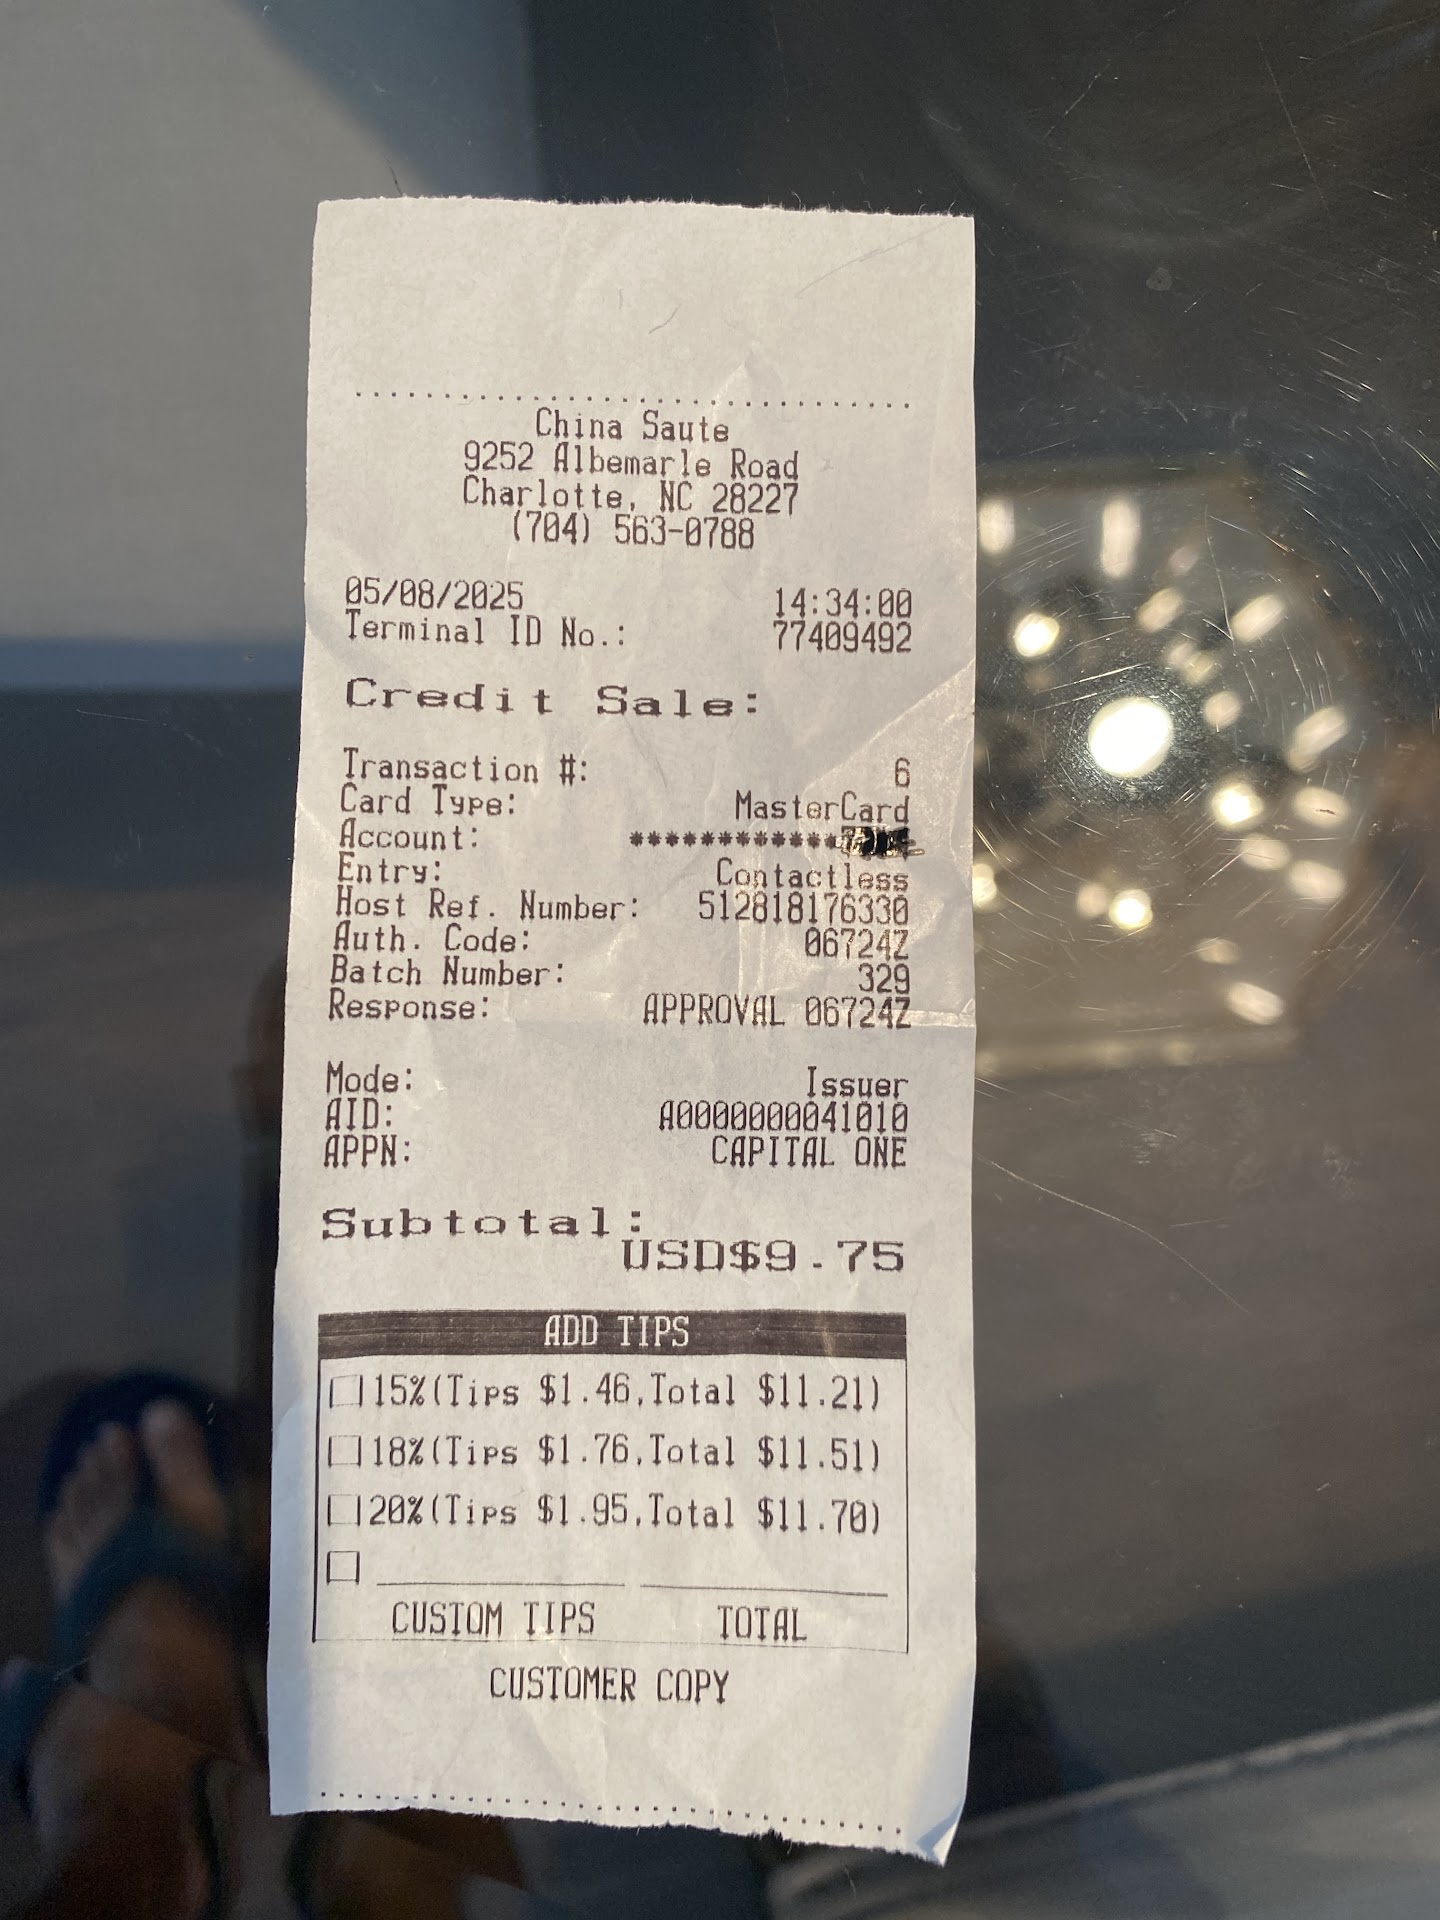 China Saute
9252 Albemarle Road
Charlotte, NC 28227
(704) 563-0788
05/08/2025 14:34:00
Terminal ID No.: 77409492
Credit Sale:
Transaction #: 6
Card Type: MasterCard
Account: ************
Entry: Contactless
Host Ref. Number: 512818176330
Auth. Code: 06724Z
Batch Number: 329
Response: APPROVAL 06724Z
Mode: Issuer
AID: A0000000041010
APPN: CAPITAL ONE
Subtotal:
USD$9.75
ADD TIPS
15%(Tips $1.46,Total $11.21)
18%(Tips $1.76,Total $11.51)
20%(Tips $1.95,Total $11.70)
CUSTOM TIPS TOTAL
CUSTOMER COPY